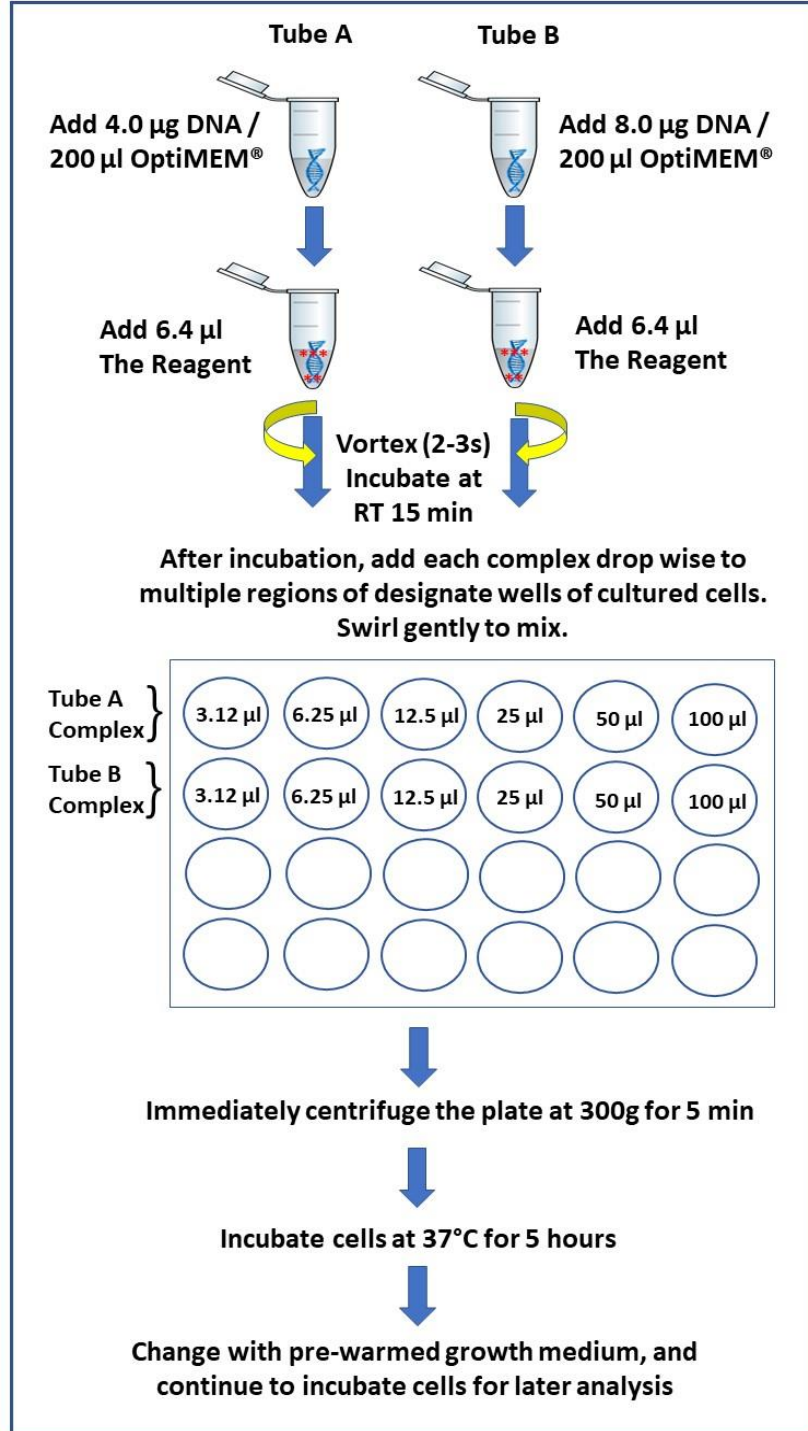 Tube A
Tube B
Add 4.0 µg DNA /
200 µl OptiMEM®
Add 8.0 µg DNA /
200 µl OptiMEM®
Add 6.4 µl
The Reagent
Add 6.4 µl
The Reagent
Vortex (2-3s)
Incubate at
RT 15 min
After incubation, add each complex drop wise to
multiple regions of designate wells of cultured cells.
Swirl gently to mix.
Tube A
Complex
3.12 µl 6.25 µl 12.5 µl 25 µl 50 µl 100 µl
Tube B
Complex
3.12 µl 6.25 µl 12.5 µl 25 µl 50 µl 100 µl
Immediately centrifuge the plate at 300g for 5 min
Incubate cells at 37°C for 5 hours
Change with pre-warmed growth medium, and
continue to incubate cells for later analysis